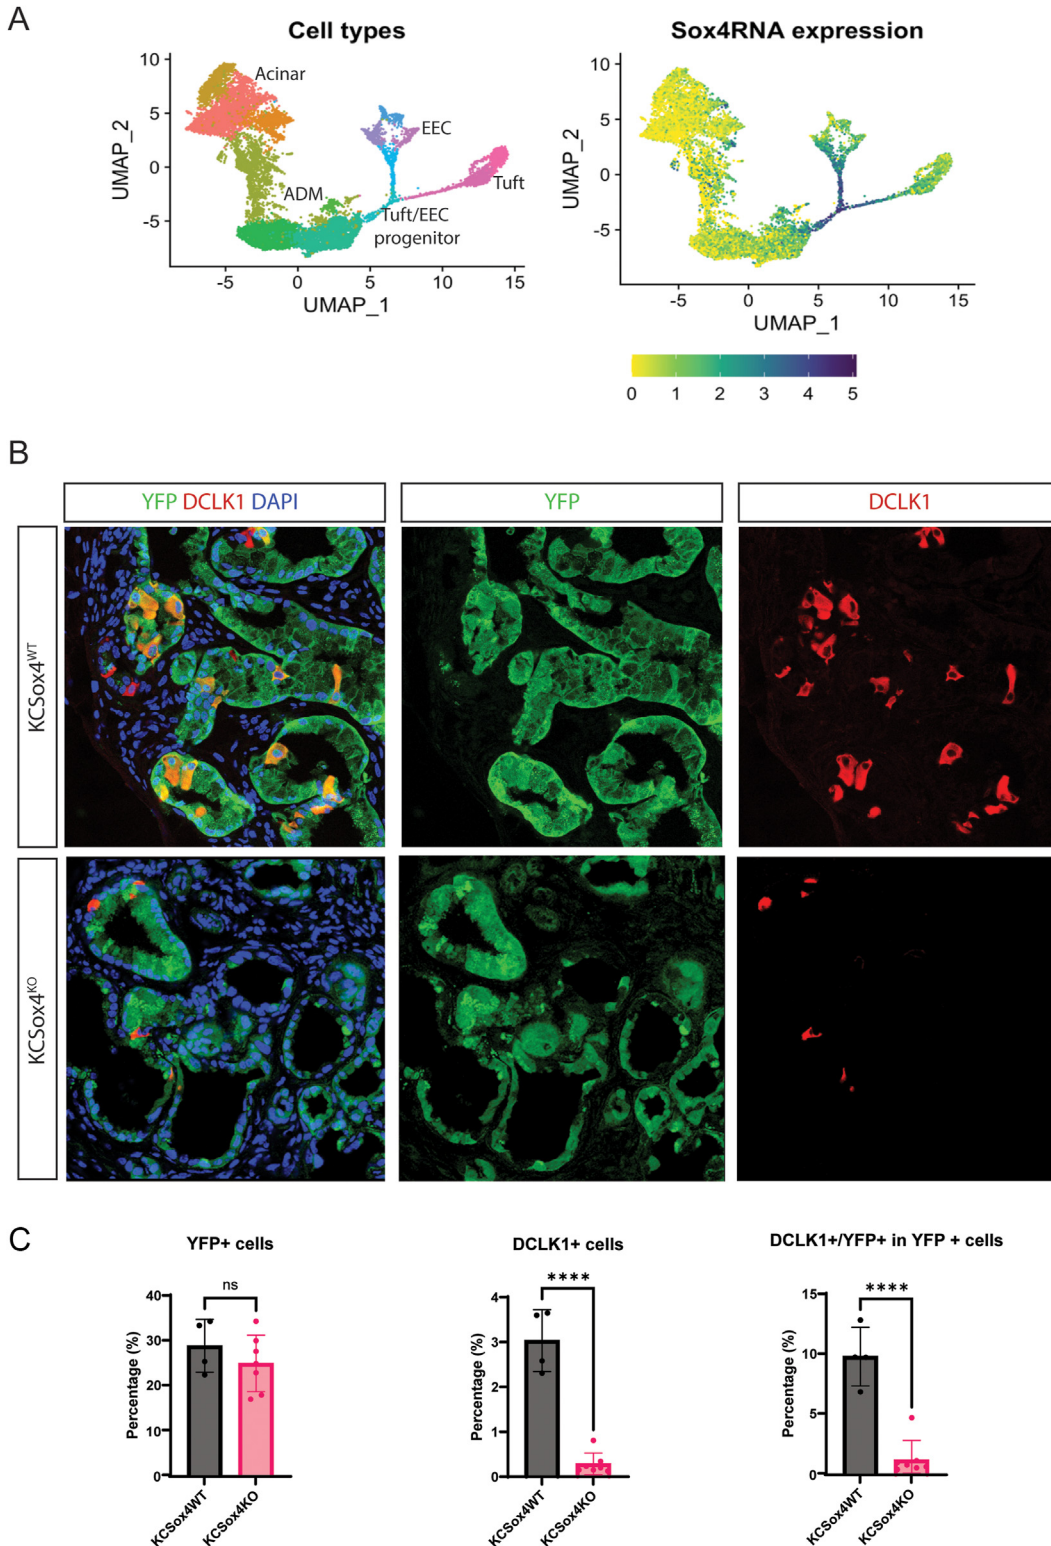 A
Cell types
Sox4RNA expression
10
5
0
-5
UMAP_2
Acinar
ADM
EEC
Tuft
Tuft/EEC
progenitor
-5
0
5
10
15
UMAP_1
10
5
0
-5
UMAP_2
-5
0
5
10
15
UMAP_1
0
1
2
3
4
5
B
YFP DCLK1 DAPI
YFP
DCLK1
KCSox4WT
KCSox4KO
C
YFP+ cells
ns
40
30
20
10
0
Percentage (%)
KCSox4WT
KCSox4KO
DCLK1+ cells
****
4
3
2
1
0
Percentage (%)
KCSox4WT
KCSox4KO
DCLK1+/YFP+ in YFP + cells
****
15
10
5
0
Percentage (%)
KCSox4WT
KCSox4KO